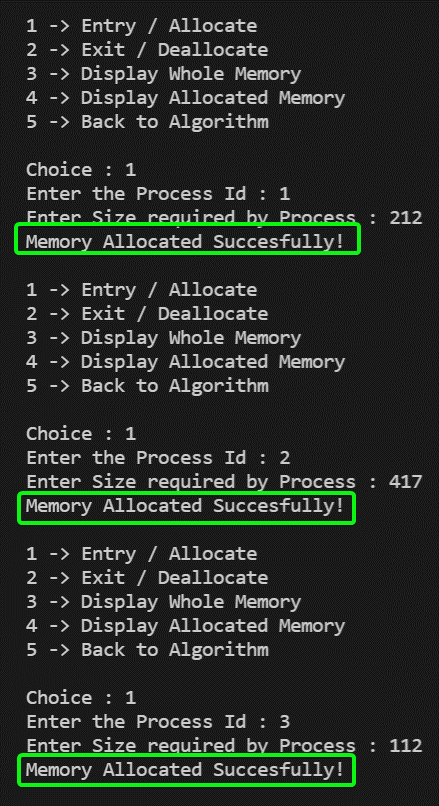 1 -> Entry / Allocate
2 -> Exit / Deallocate
3 -> Display Whole Memory
4 -> Display Allocated Memory
5 -> Back to Algorithm
Choice : 1
Enter the Process Id : 1
Enter Size required by Process : 212
Memory Allocated Succesfully!
1 -> Entry / Allocate
2 -> Exit / Deallocate
3 -> Display Whole Memory
4 -> Display Allocated Memory
5 -> Back to Algorithm
Choice : 1
Enter the Process Id : 2
Enter Size required by Process : 417
Memory Allocated Succesfully!
1 -> Entry / Allocate
2 -> Exit / Deallocate
3 -> Display Whole Memory
4 -> Display Allocated Memory
5 -> Back to Algorithm
Choice : 1
Enter the Process Id : 3
Enter Size required by Process : 112
Memory Allocated Succesfully!